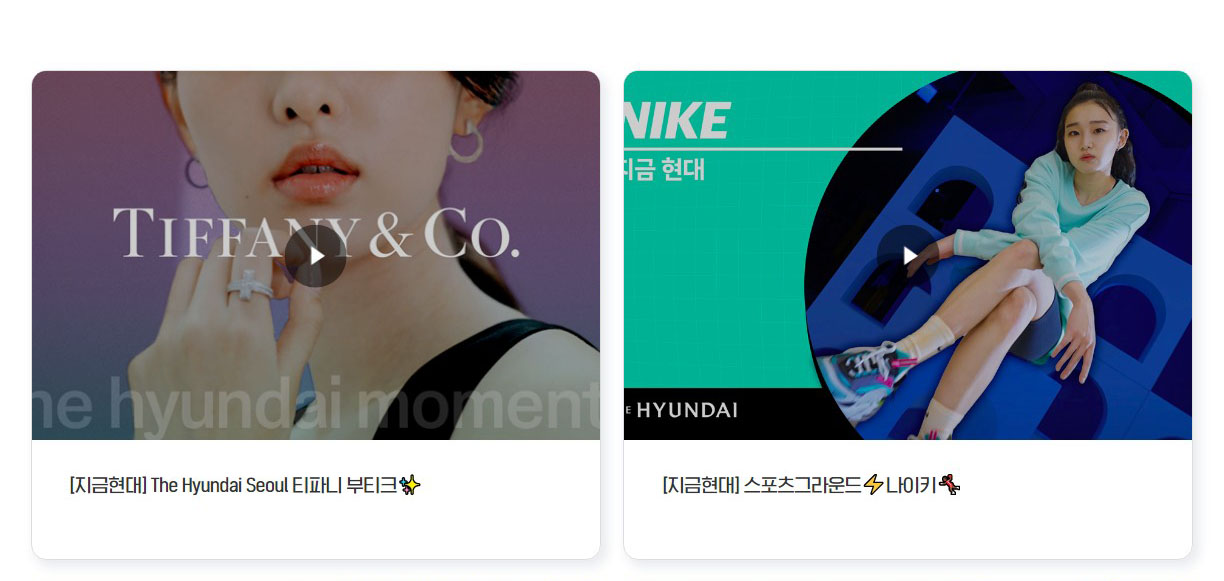 TIFFANY & CO.
he hyundai moment
[지금현대] The Hyundai Seoul 티파니 부티크✨
NIKE
지금 현대
E HYUNDAI
[지금현대] 스포츠그라운드⚡나이키💃